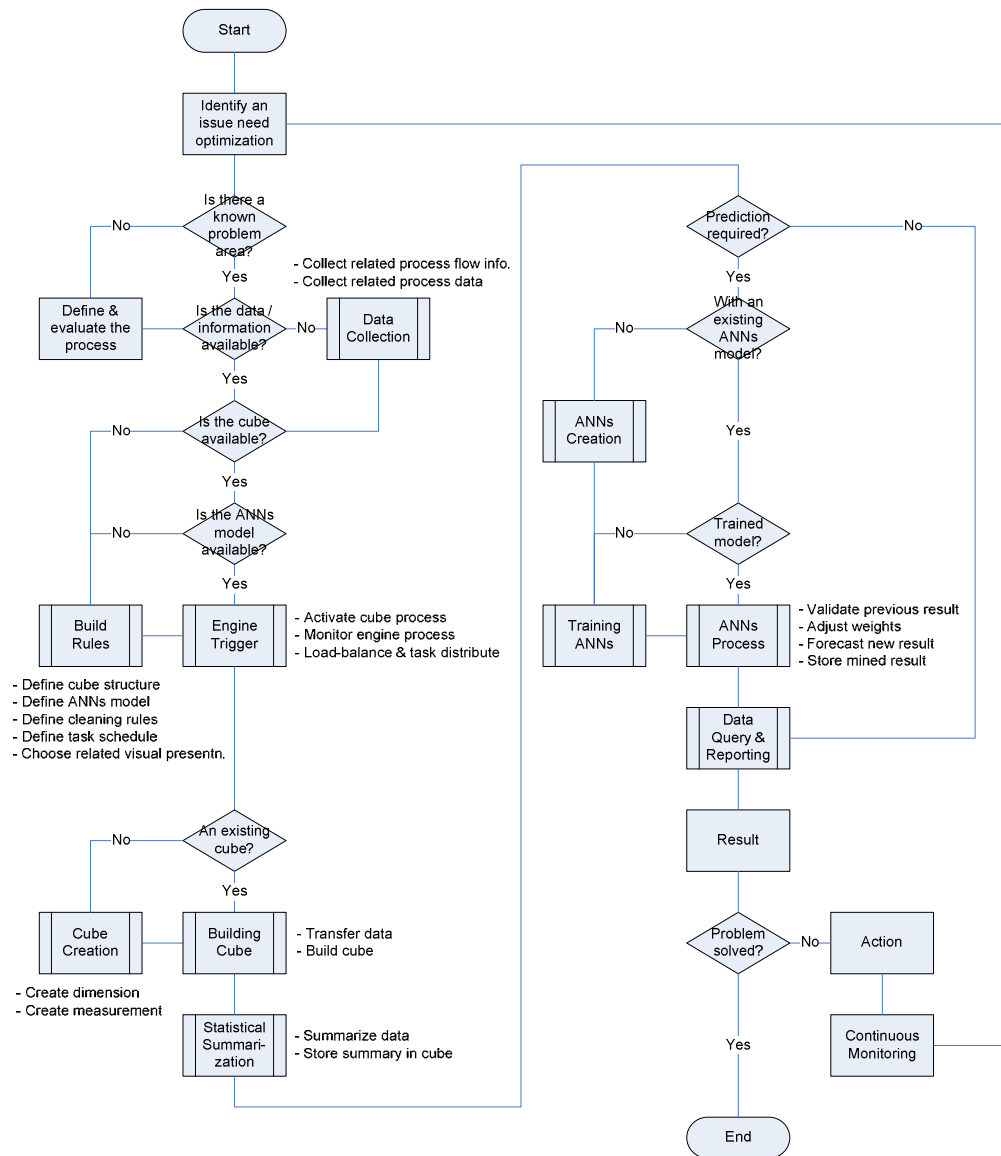 Start
Identify an
issue need
optimization
Is there a
known
problem
area?
No
Yes
Define &
evaluate the
process
Is the data /
information
available?
No
- Collect related process flow info.
- Collect related process data
Data
Collection
Yes
Is the cube
available?
No
Yes
Is the ANNs
model
available?
No
Yes
Build
Rules
Engine
Trigger
- Activate cube process
- Monitor engine process
- Load-balance & task distribute
- Define cube structure
- Define ANNs model
- Define cleaning rules
- Define task schedule
- Choose related visual presentn.
An existing
cube?
No
Yes
Cube
Creation
Building
Cube
- Transfer data
- Build cube
- Create dimension
- Create measurement
Statistical
Summari-
zation
- Summarize data
- Store summary in cube
Prediction
required?
No
Yes
With an
existing
ANNs
model?
No
ANNs
Creation
Yes
Trained
model?
No
Yes
Training
ANNs
ANNs
Process
- Validate previous result
- Adjust weights
- Forecast new result
- Store mined result
Data
Query &
Reporting
Result
Problem
solved?
No
Action
Continuous
Monitoring
Yes
End